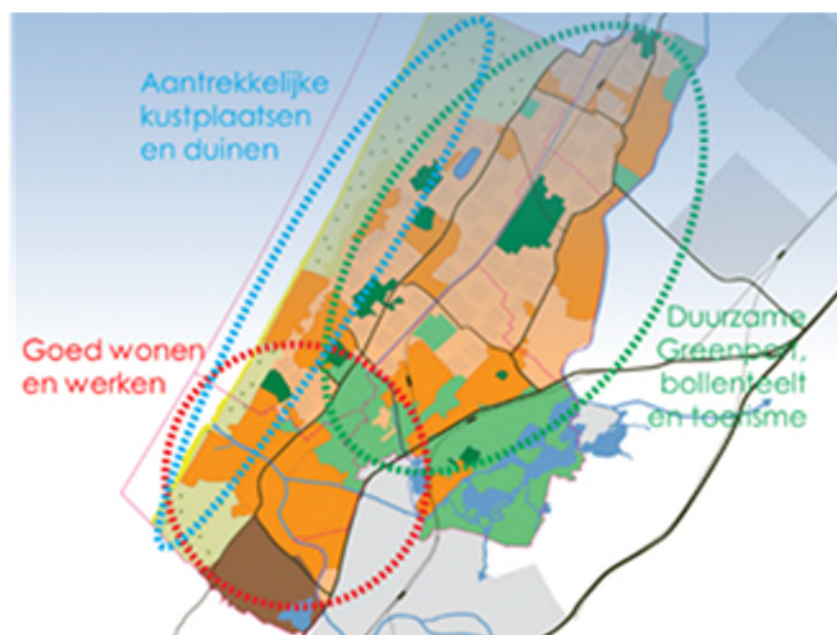 Aantrekkelijke
kustplaatsen
en duinen
Goed wonen
en werken
Duurzame
Greenport,
bollenteelt
en toerisme